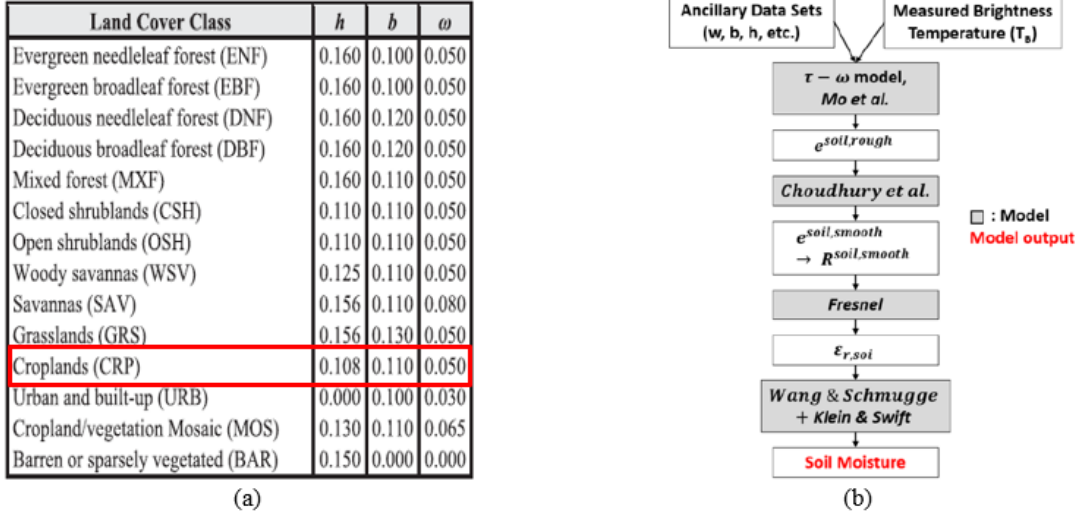 Land Cover Class h b ω
Evergreen needleleaf forest (ENF) 0.160 0.100 0.050
Evergreen broadleaf forest (EBF) 0.160 0.100 0.050
Deciduous needleleaf forest (DNF) 0.160 0.120 0.050
Deciduous broadleaf forest (DBF) 0.160 0.120 0.050
Mixed forest (MXF) 0.160 0.110 0.050
Closed shrublands (CSH) 0.110 0.110 0.050
Open shrublands (OSH) 0.110 0.110 0.050
Woody savannas (WSV) 0.125 0.110 0.050
Savannas (SAV) 0.156 0.110 0.080
Grasslands (GRS) 0.156 0.130 0.050
Croplands (CRP) 0.108 0.110 0.050
Urban and built-up (URB) 0.000 0.100 0.030
Cropland/vegetation Mosaic (MOS) 0.130 0.110 0.065
Barren or sparsely vegetated (BAR) 0.150 0.000 0.000
(a)
Ancillary Data Sets
(w, b, h, etc.)
Measured Brightness
Temperature (T_B)
τ − ω model,
Mo et al.
e^{soil,rough}
Choudhury et al.
e^{soil,smooth}
→ R^{soil,smooth}
Fresnel
ε_{r,soi}
Wang & Schmugge
+ Klein & Swift
Soil Moisture
: Model
Model output
(b)